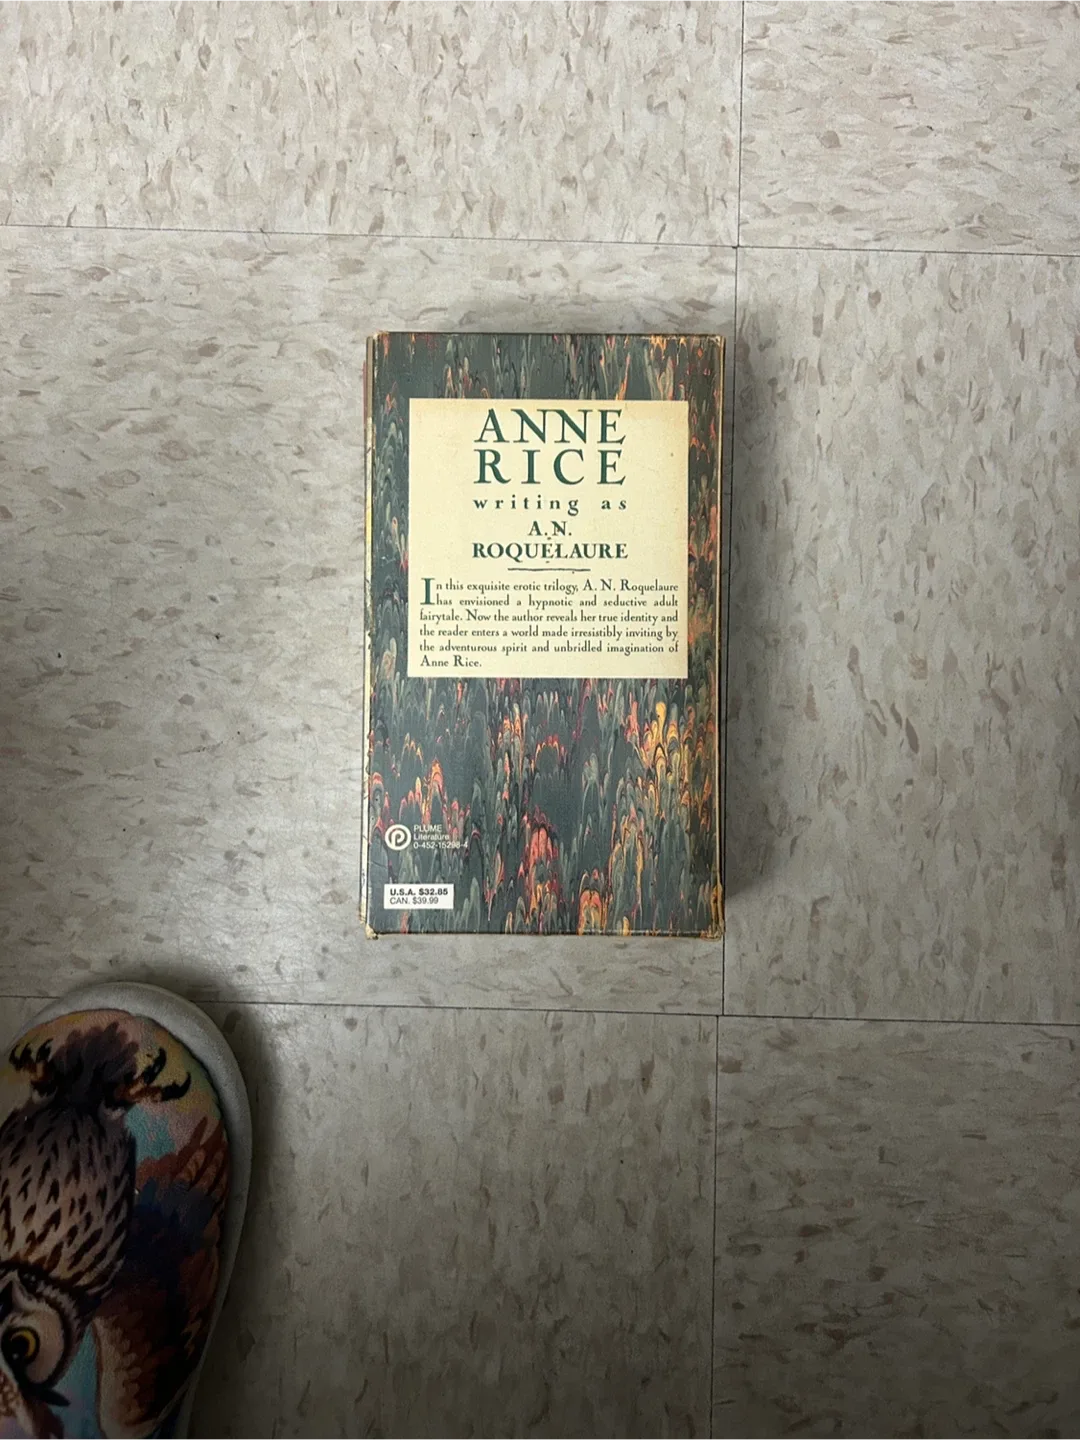 ANNE
RICE
writing as
A.N.
ROQUELAURE
In this exquisite erotic trilogy, A. N. Roquelaure
has envisioned a hypnotic and seductive adult
fairytale. Now the author reveals her true identity and
the reader enters a world made irresistibly inviting by
the adventurous spirit and unbridled imagination of
Anne Rice.
PLUME
Literature
0-452-15298-4
U.S.A. $32.85
CAN. $39.99